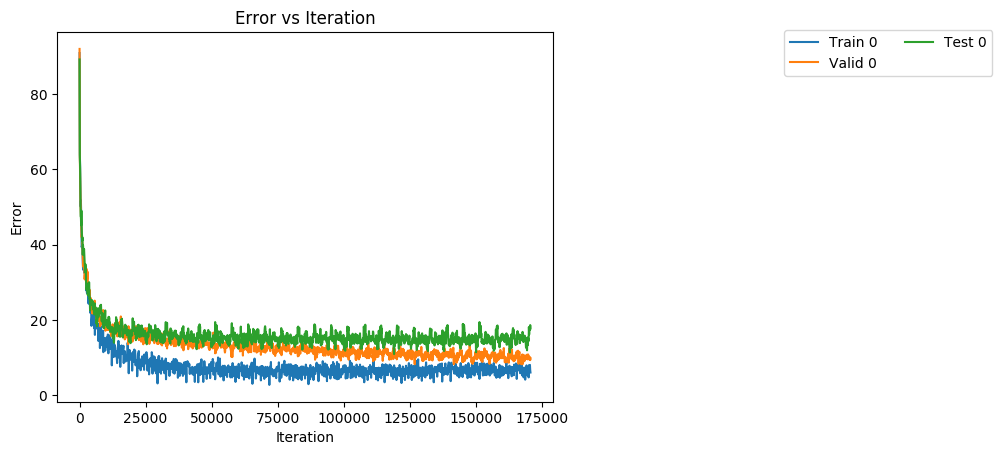 Error vs Iteration
Train 0
Valid 0
Test 0
Error
80
60
40
20
0
0 25000 50000 75000 100000 125000 150000 175000
Iteration